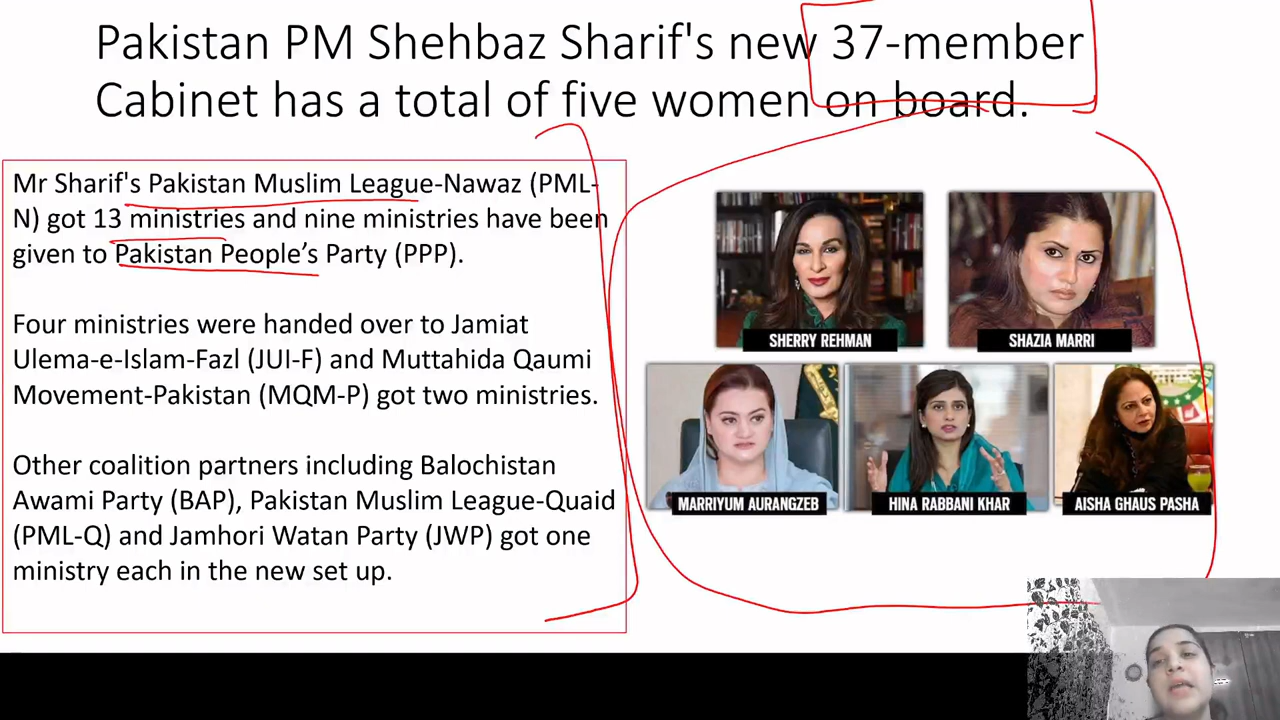 Pakistan PM Shehbaz Sharif's new 37-member
Cabinet has a total of five women on board.
Mr Sharif's Pakistan Muslim League-Nawaz (PML-
N) got 13 ministries and nine ministries have been
given to Pakistan People’s Party (PPP).
Four ministries were handed over to Jamiat
Ulema-e-Islam-Fazl (JUI-F) and Muttahida Qaumi
Movement-Pakistan (MQM-P) got two ministries.
Other coalition partners including Balochistan
Awami Party (BAP), Pakistan Muslim League-Quaid
(PML-Q) and Jamhori Watan Party (JWP) got one
ministry each in the new set up.
SHERRY REHMAN
SHAZIA MARRI
MARRIYUM AURANGZEB
HINA RABBANI KHAR
AISHA GHAUS PASHA